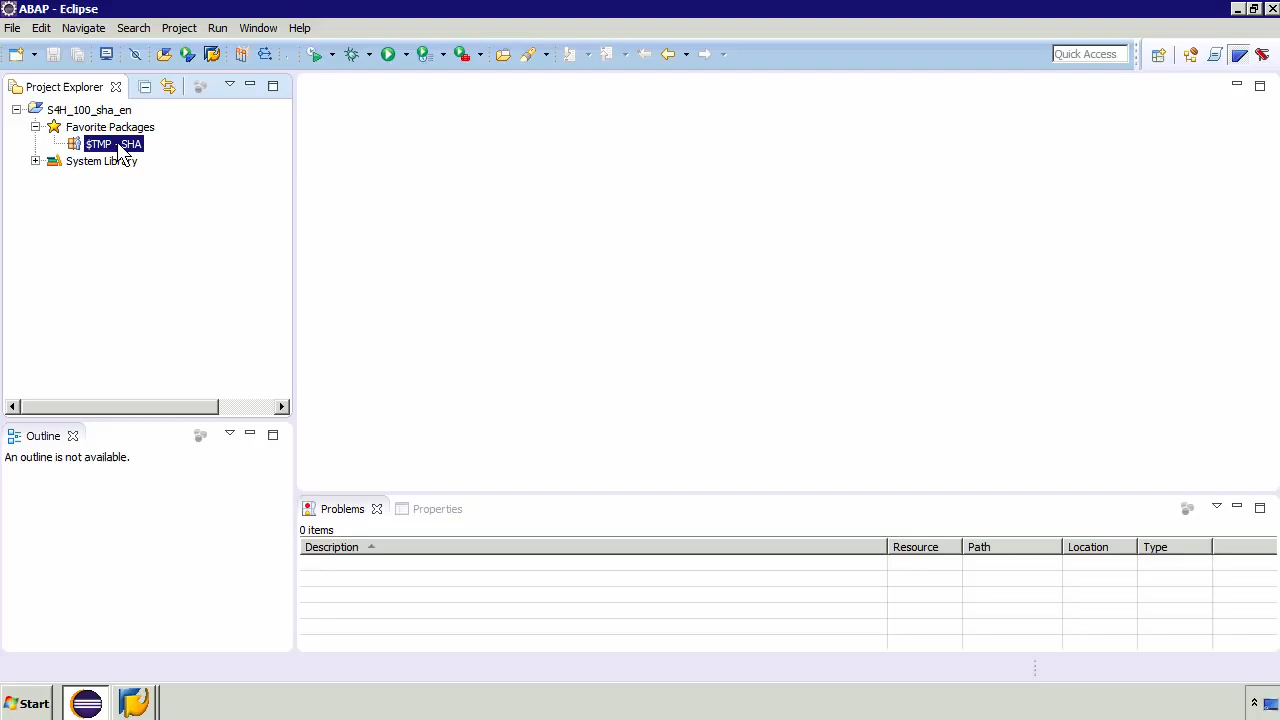 ABAP - Eclipse
File Edit Navigate Search Project Run Window Help
Quick Access
Project Explorer
S4H_100_sha_en
Favorite Packages
$TMP - SHA
System Library
Outline
An outline is not available.
Problems Properties
0 items
Description Resource Path Location Type
Start